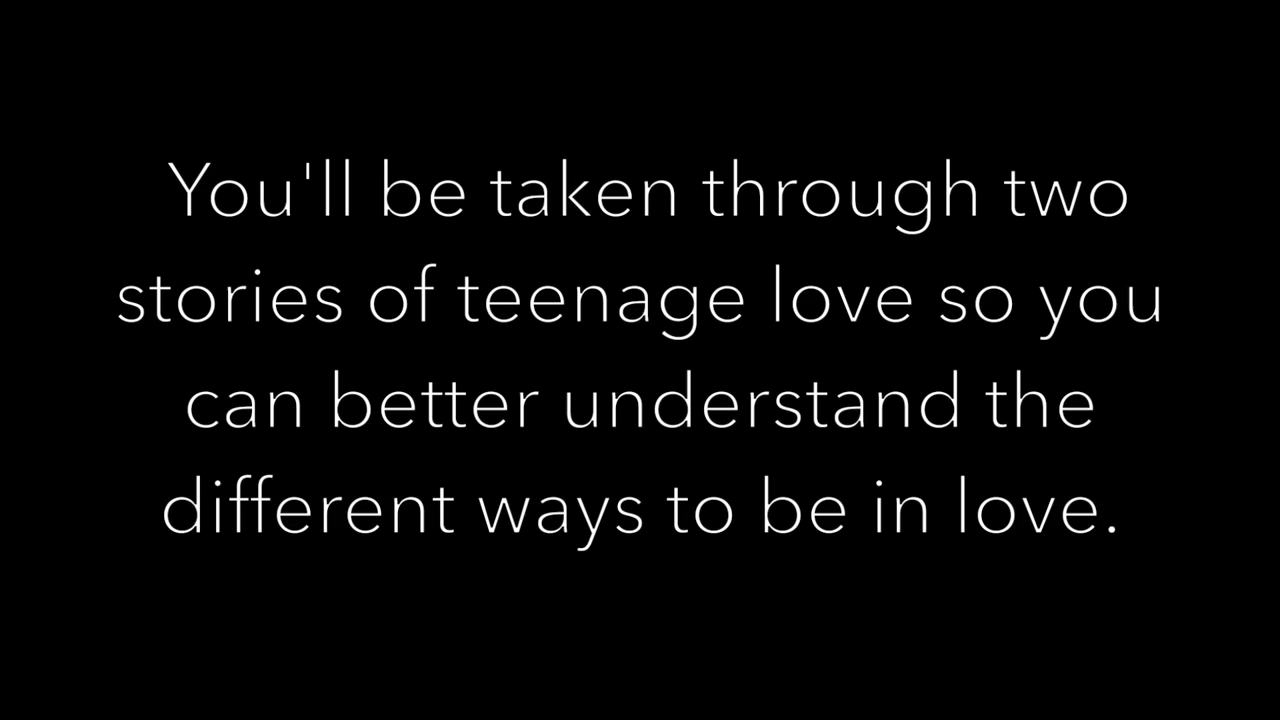 You'll be taken through two
stories of teenage love so you
can better understand the
different ways to be in love.